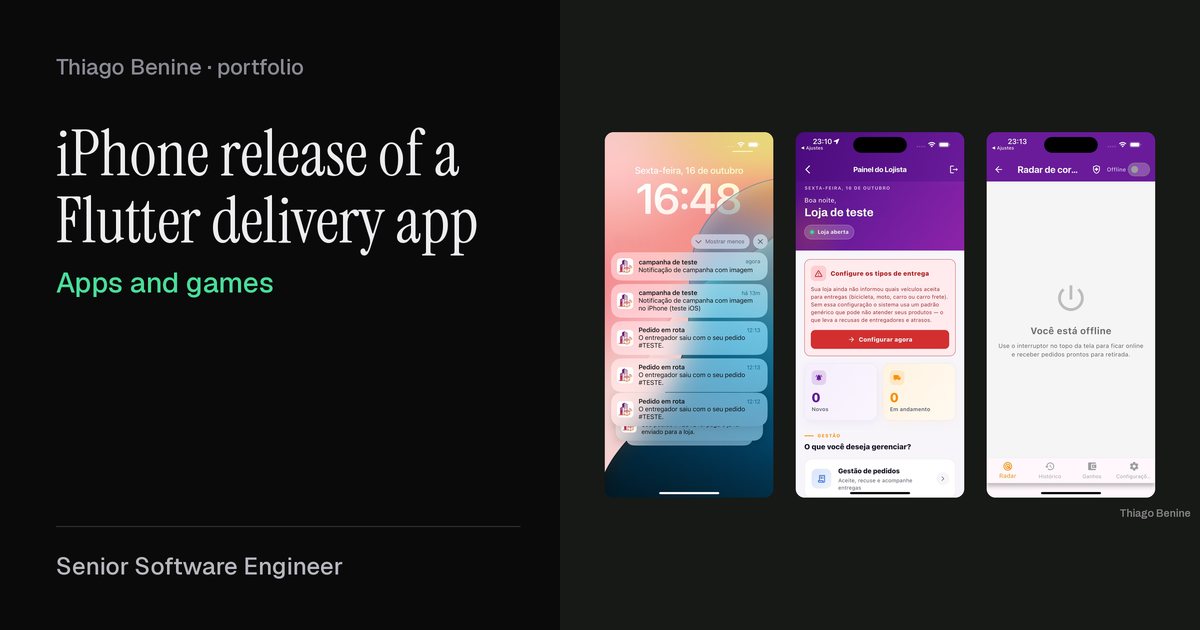 Thiago Benine · portfolio
iPhone release of a
Flutter delivery app
Apps and games
Senior Software Engineer
Sexta-feira, 16 de outubro
16:48
Mostrar menos
campanha de teste
agora
Notificação de campanha com imagem
campanha de teste
há 13m
Notificação de campanha com imagem
no iPhone (teste iOS)
Pedido em rota
12:13
O entregador saiu com o seu pedido
#TESTE.
Pedido em rota
12:13
O entregador saiu com o seu pedido
#TESTE.
Pedido em rota
12:12
O entregador saiu com o seu pedido
#TESTE.
enviado para a loja.
23:10
Ajustes
Painel do Lojista
SEXTA-FEIRA, 16 DE OUTUBRO
Boa noite,
Loja de teste
Loja aberta
Configure os tipos de entrega
Sua loja ainda não informou quais veículos aceita
para entregas (bicicleta, moto, carro ou carro frete).
Sem essa configuração o sistema usa um padrão
genérico que pode não atender seus produtos — o
que leva a recusas de entregadores e atrasos.
Configurar agora
0
Novos
0
Em andamento
GESTÃO
O que você deseja gerenciar?
Gestão de pedidos
Aceite, recuse e acompanhe
entregas
23:13
Ajustes
Radar de cor...
Offline
Você está offline
Use o interruptor no topo da tela para ficar online
e receber pedidos prontos para retirada.
Radar
Histórico
Ganhos
Configuraçõ..
Thiago Benine